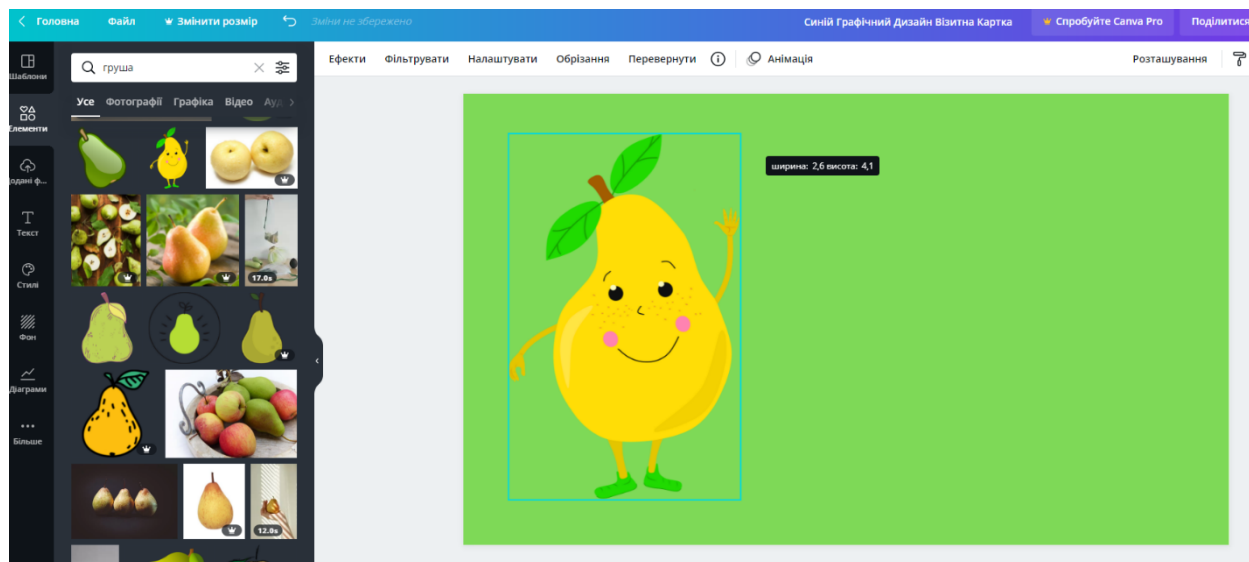 Головна Файл Змінити розмір Зміни не збережено Синій Графічний Дизайн Візитна Картка Спробуйте Canva Pro Поділитися
Шаблони
Елементи
Текст
Стилі
Фон
Діаграми
Більше
груша
Усе Фотографії Графіка Відео
17.0s
12.0s
Ефекти Фільтрувати Налаштувати Обрізання Перевернути Анімація Розташування
ширина: 2,6 висота: 4,1